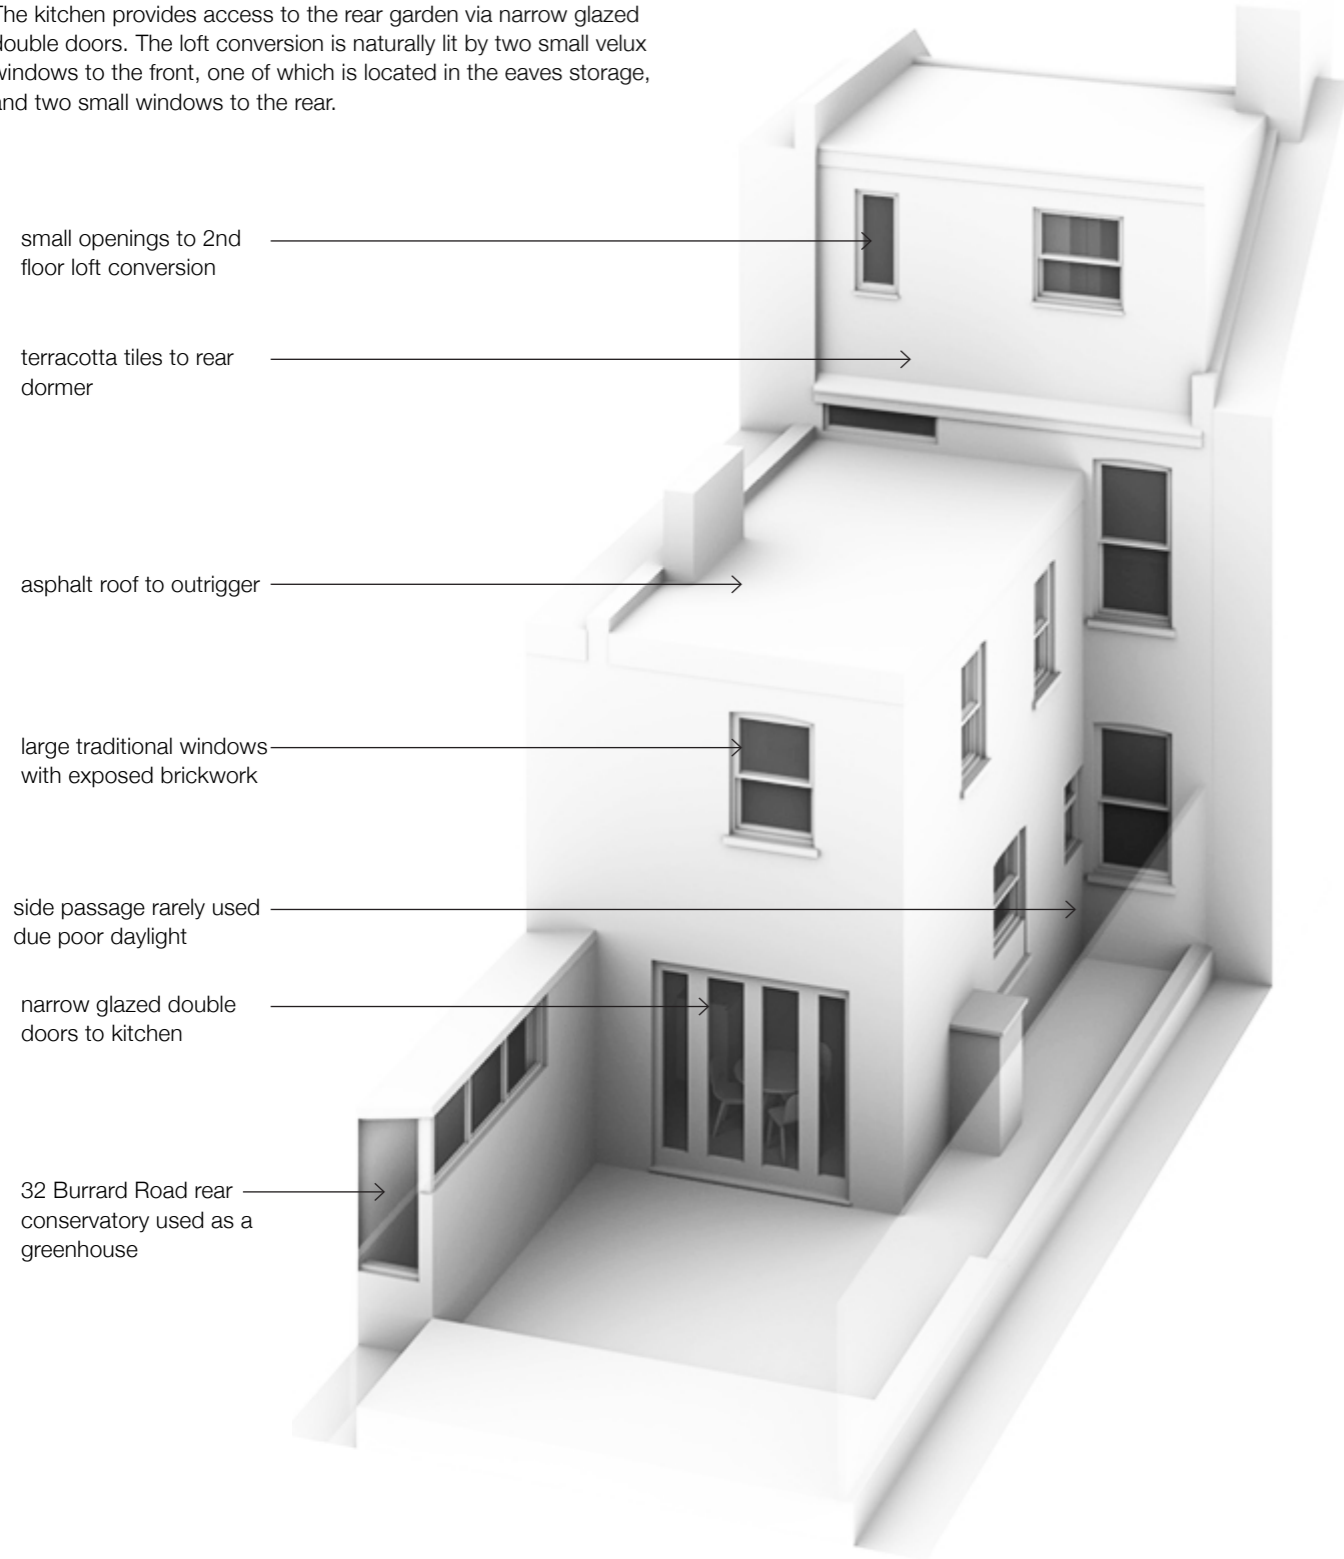 The kitchen provides access to the rear garden via narrow glazed
double doors. The loft conversion is naturally lit by two small velux
windows to the front, one of which is located in the eaves storage,
and two small windows to the rear.
small openings to 2nd
floor loft conversion
terracotta tiles to rear
dormer
asphalt roof to outrigger
large traditional windows
with exposed brickwork
side passage rarely used
due poor daylight
narrow glazed double
doors to kitchen
32 Burrard Road rear
conservatory used as a
greenhouse